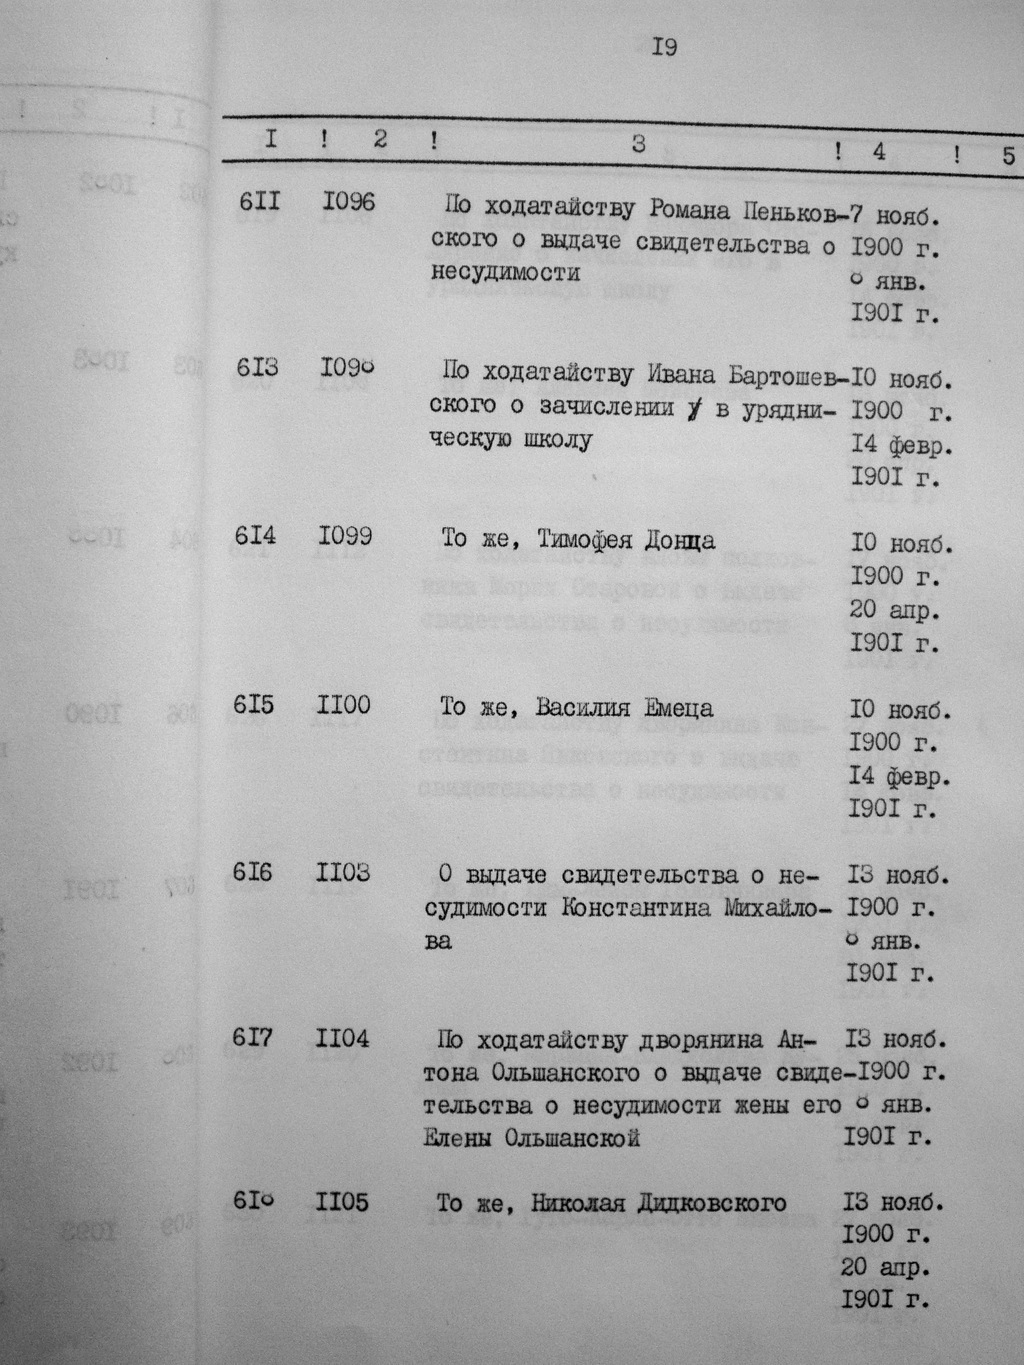 I9
I ! 2 ! 3 ! 4 ! 5
6II I096 По ходатайству Романа Пеньков-7 нояб.
ского о выдаче свидетельства о I900 г.
несудимости 8 янв.
I90I г.
6I3 I098 По ходатайству Ивана Бартошев-I0 нояб.
ского о зачислении в урядни- I900 г.
ческую школу I4 февр.
I90I г.
6I4 I099 То же, Тимофея Донца I0 нояб.
I900 г.
20 апр.
I90I г.
6I5 II00 То же, Василия Емеца I0 нояб.
I900 г.
I4 февр.
I90I г.
6I6 II03 О выдаче свидетельства о не- I3 нояб.
судимости Константина Михайло- I900 г.
ва 8 янв.
I90I г.
6I7 II04 По ходатайству дворянина Ан- I3 нояб.
тона Ольшанского о выдаче свиде-I900 г.
тельства о несудимости жены его 8 янв.
Елены Ольшанской I90I г.
6I8 II05 То же, Николая Дидковского I3 нояб.
I900 г.
20 апр.
I90I г.